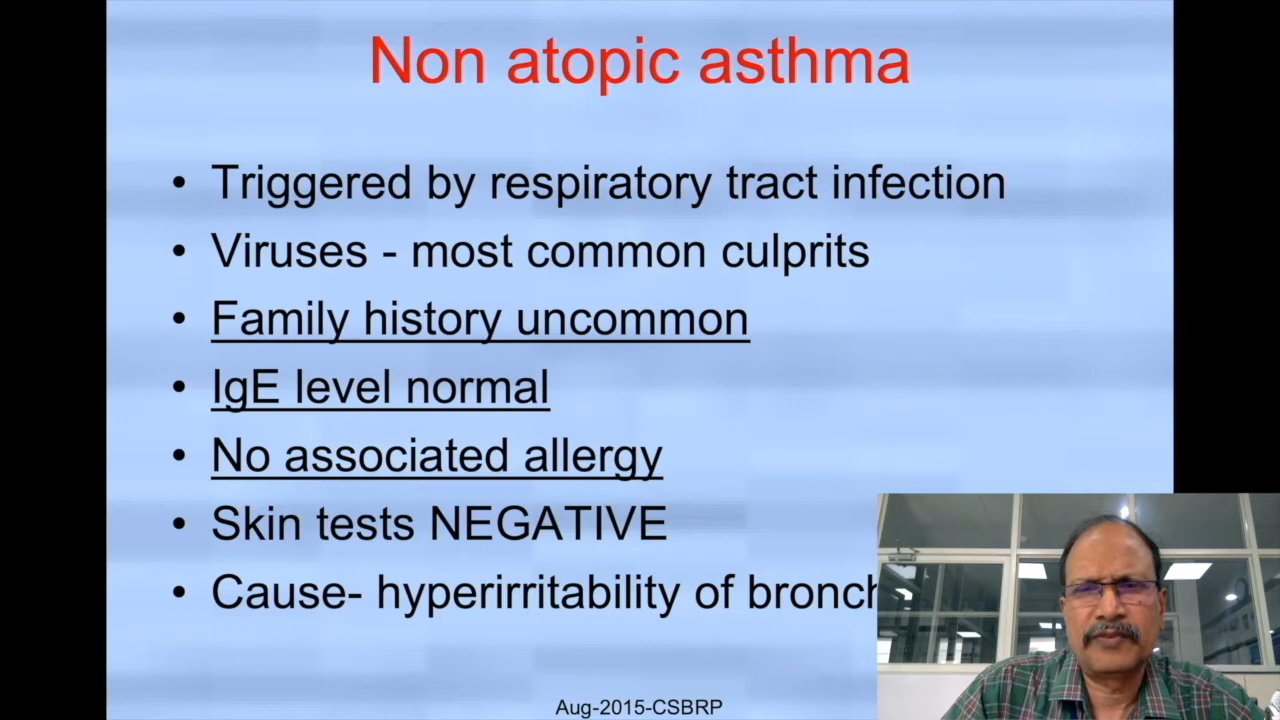 Non atopic asthma
• Triggered by respiratory tract infection
• Viruses - most common culprits
• Family history uncommon
• IgE level normal
• No associated allergy
• Skin tests NEGATIVE
• Cause- hyperirritability of
Aug-2015-CSBRP